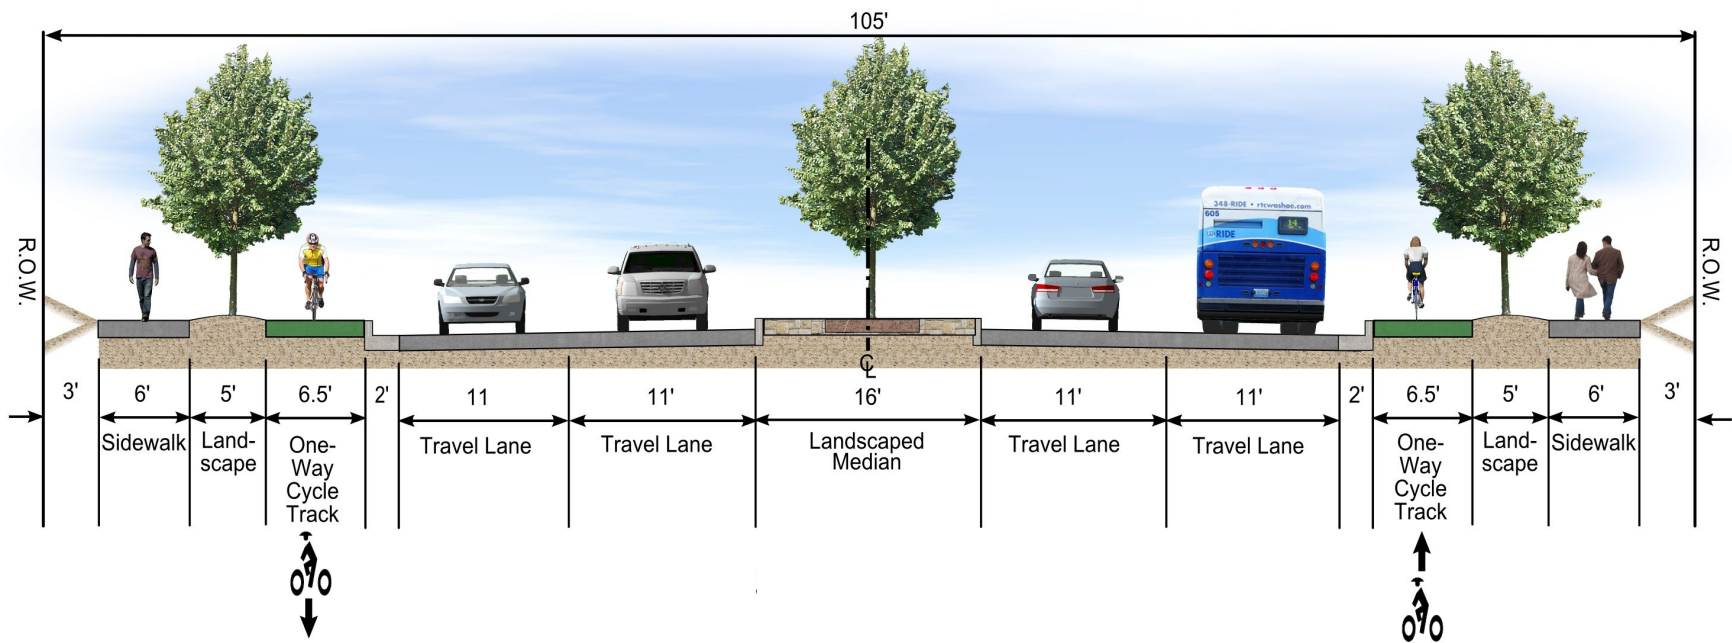 105'
R.O.W.
R.O.W.
348-RIDE • rtcwashoe.com
605
14
RIDE
℄
3'
6'
5'
6.5'
2'
11
11'
16'
11'
11'
2'
6.5'
5'
6'
3'
Sidewalk
Land-
scape
One-
Way
Cycle
Track
Travel Lane
Travel Lane
Landscaped
Median
Travel Lane
Travel Lane
One-
Way
Cycle
Track
Land-
scape
Sidewalk